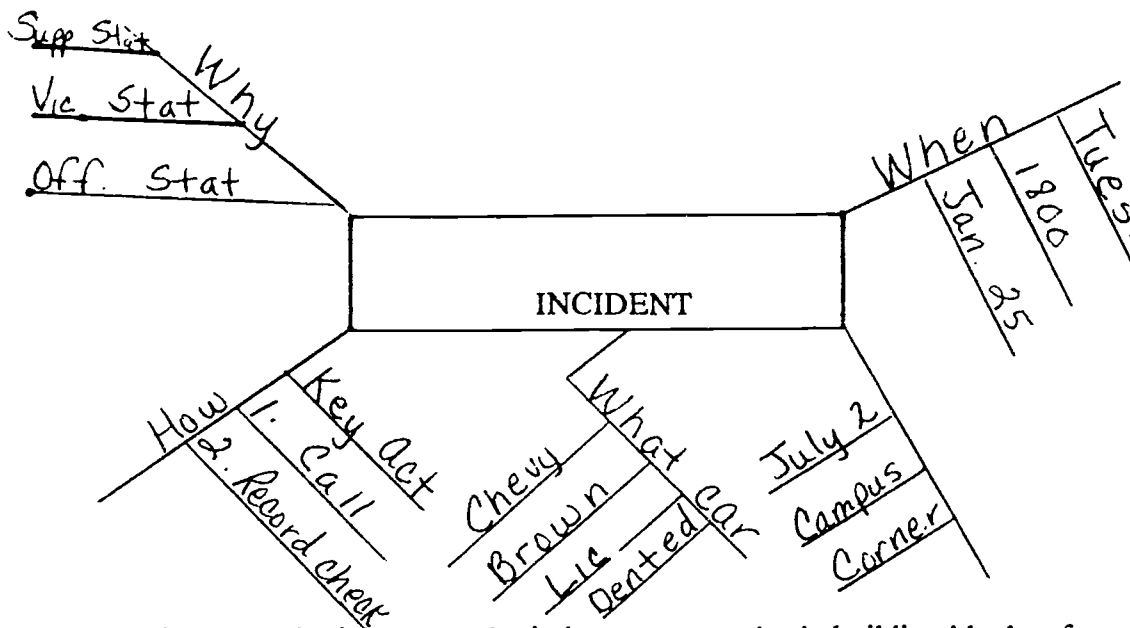 Supp Stat
Vic. Stat
Off. Stat
Why
When
Tues.
1800
Jan. 25
INCIDENT
How
Key Act
1. Call
2. Record check
What car
Chevy
Brown
Lic
Dented
July 2
Campus
Corner